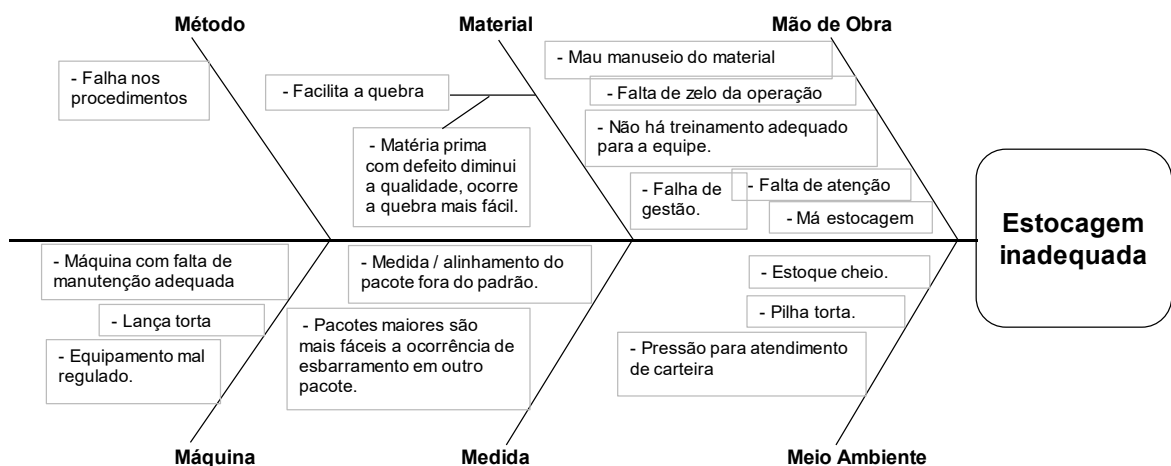 Método
Material
Mão de Obra
- Falha nos
procedimentos
- Facilita a quebra
- Matéria prima
com defeito diminui
a qualidade, ocorre
a quebra mais fácil.
- Mau manuseio do material
- Falta de zelo da operação
- Não há treinamento adequado
para a equipe.
- Falha de
gestão.
- Falta de atenção
- Má estocagem
Estocagem
inadequada
- Máquina com falta de
manutenção adequada
- Lança torta
- Equipamento mal
regulado.
- Medida / alinhamento do
pacote fora do padrão.
- Pacotes maiores são
mais fáceis a ocorrência de
esbarramento em outro
pacote.
- Estoque cheio.
- Pilha torta.
- Pressão para atendimento
de carteira
Máquina
Medida
Meio Ambiente